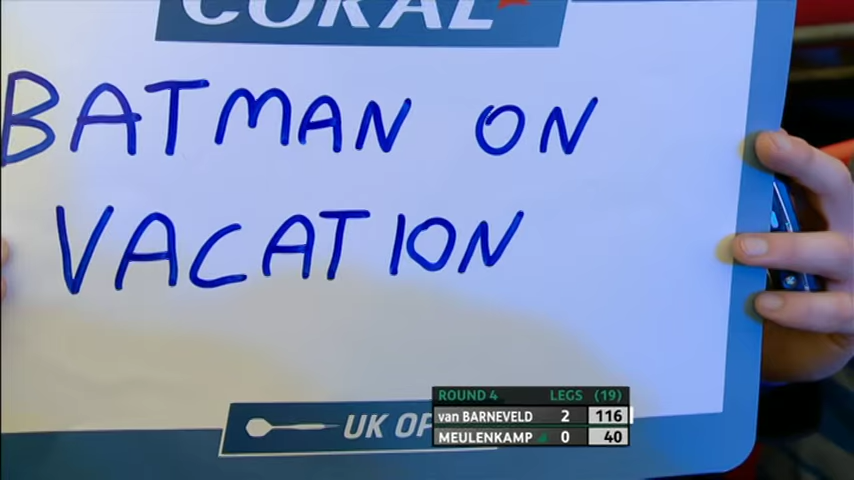 CORAL
BATMAN ON
VACATION
UK OP
ROUND 4 LEGS (19)
van BARNEVELD 2 116
MEULENKAMP 0 40